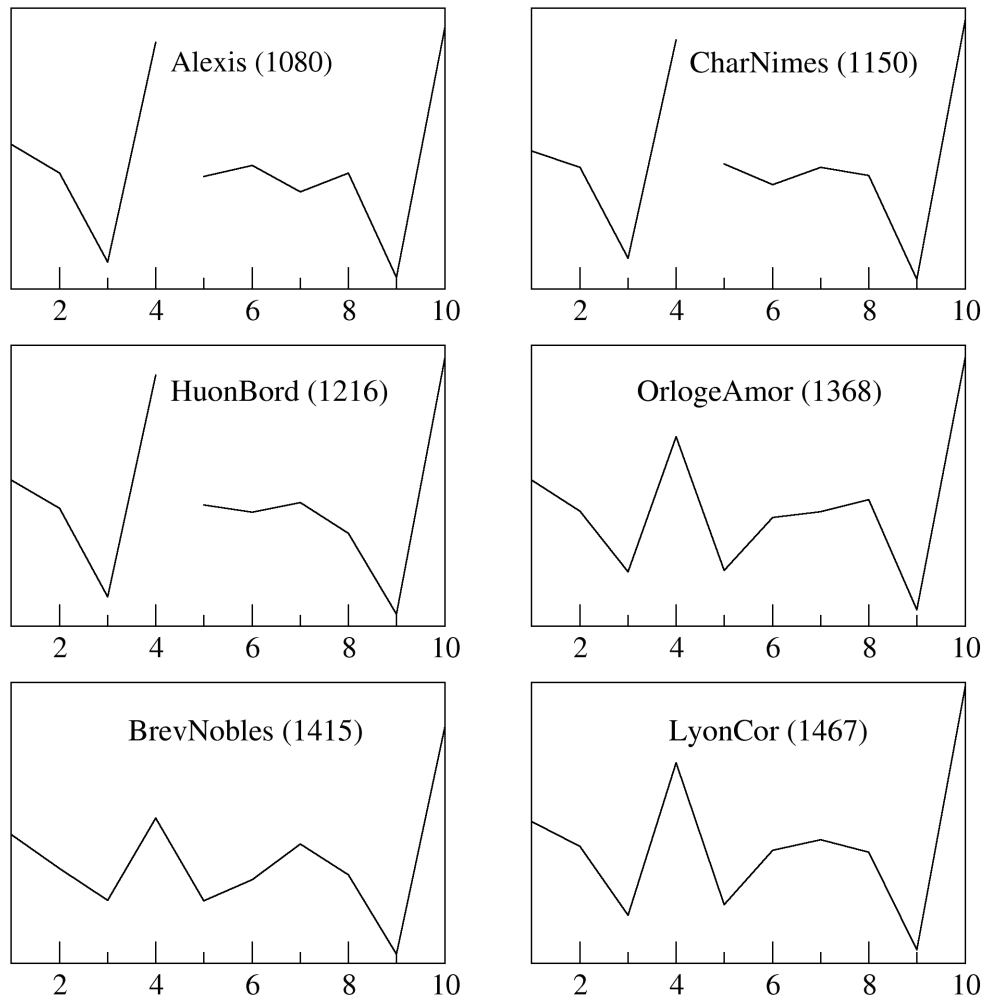 Alexis (1080)
CharNimes (1150)
2 4 6 8 10
2 4 6 8 10
HuonBord (1216)
OrlogeAmor (1368)
2 4 6 8 10
2 4 6 8 10
BrevNobles (1415)
LyonCor (1467)
2 4 6 8 10
2 4 6 8 10